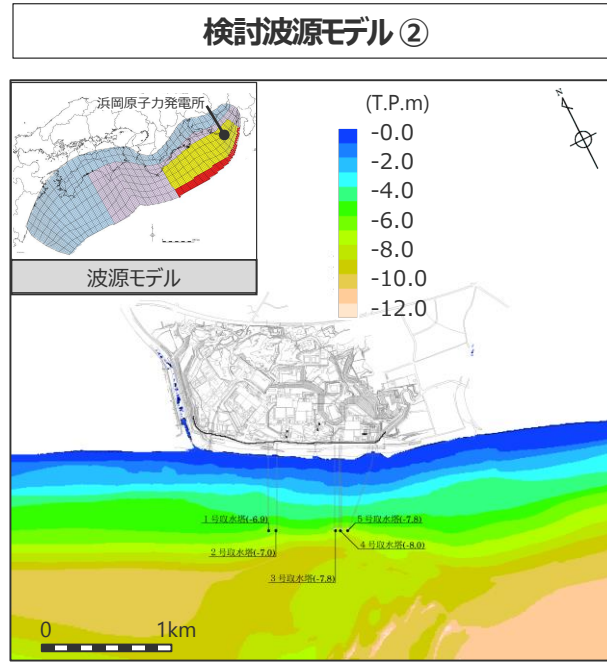 検討波源モデル②
浜岡原子力発電所
波源モデル
(T.P.m)
-0.0
-2.0
-4.0
-6.0
-8.0
-10.0
-12.0
N
1号取水塔(-6.9)
5号取水塔(-7.8)
2号取水塔(-7.0)
4号取水塔(-8.0)
3号取水塔(-7.8)
0 1km